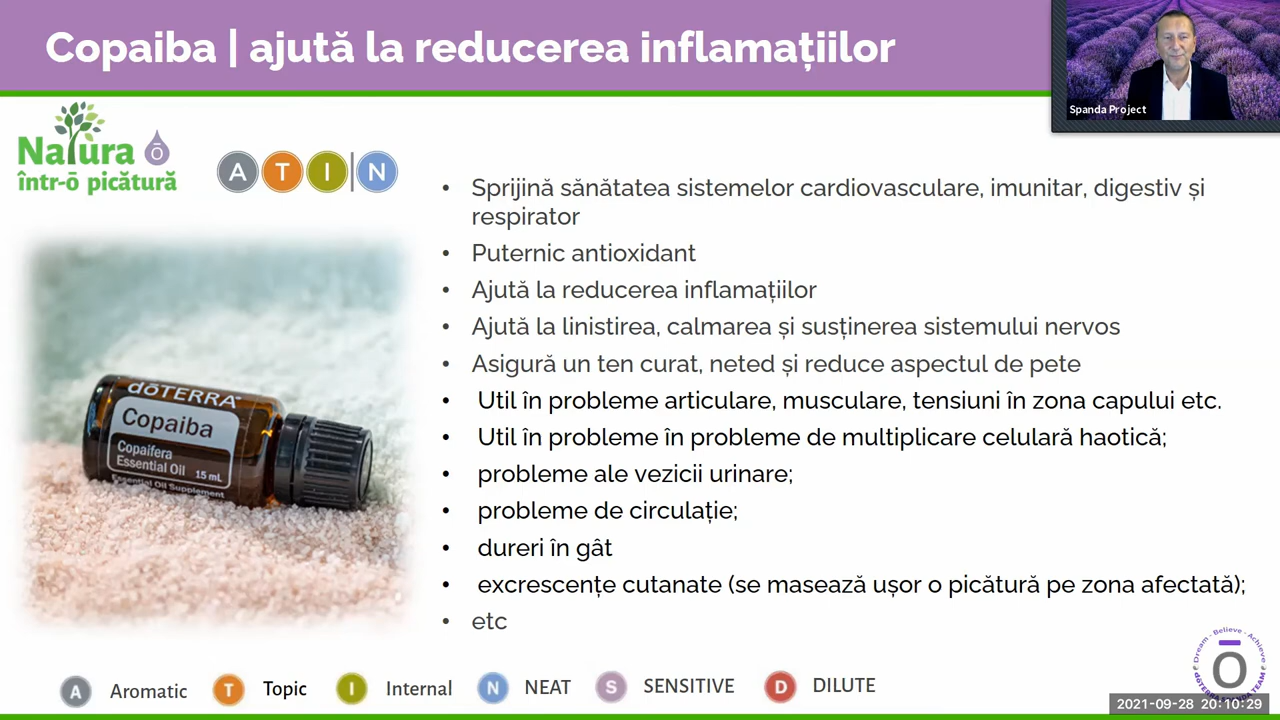 Copaiba | ajută la reducerea inflamațiilor
Spanda Project
Natura
într-ō picătură
A T I | N
• Sprijină sănătatea sistemelor cardiovasculare, imunitar, digestiv și
respirator
• Puternic antioxidant
• Ajută la reducerea inflamațiilor
• Ajută la linistirea, calmarea și susținerea sistemului nervos
• Asigură un ten curat, neted și reduce aspectul de pete
• Util în probleme articulare, musculare, tensiuni în zona capului etc.
• Util în probleme în probleme de multiplicare celulară haotică;
• probleme ale vezicii urinare;
• probleme de circulație;
• dureri în gât
• excrescențe cutanate (se masează ușor o picătură pe zona afectată);
• etc
dōTERRA
Copaiba
Copaifera
Essential Oil 15 mL
Essential Oil Supplement
A Aromatic T Topic I Internal N NEAT S SENSITIVE D DILUTE
Dream - Believe - Achieve
2021-09-28 20:10:29